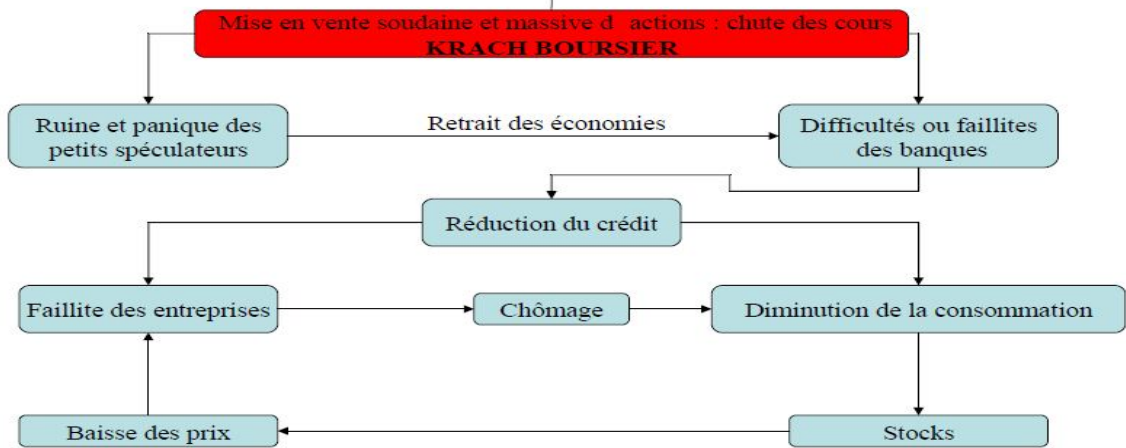 Mise en vente soudaine et massive d actions : chute des cours
KRACH BOURSIER
Ruine et panique des
petits spéculateurs
Retrait des économies
Difficultés ou faillites
des banques
Réduction du crédit
Faillite des entreprises
Chômage
Diminution de la consommation
Baisse des prix
Stocks